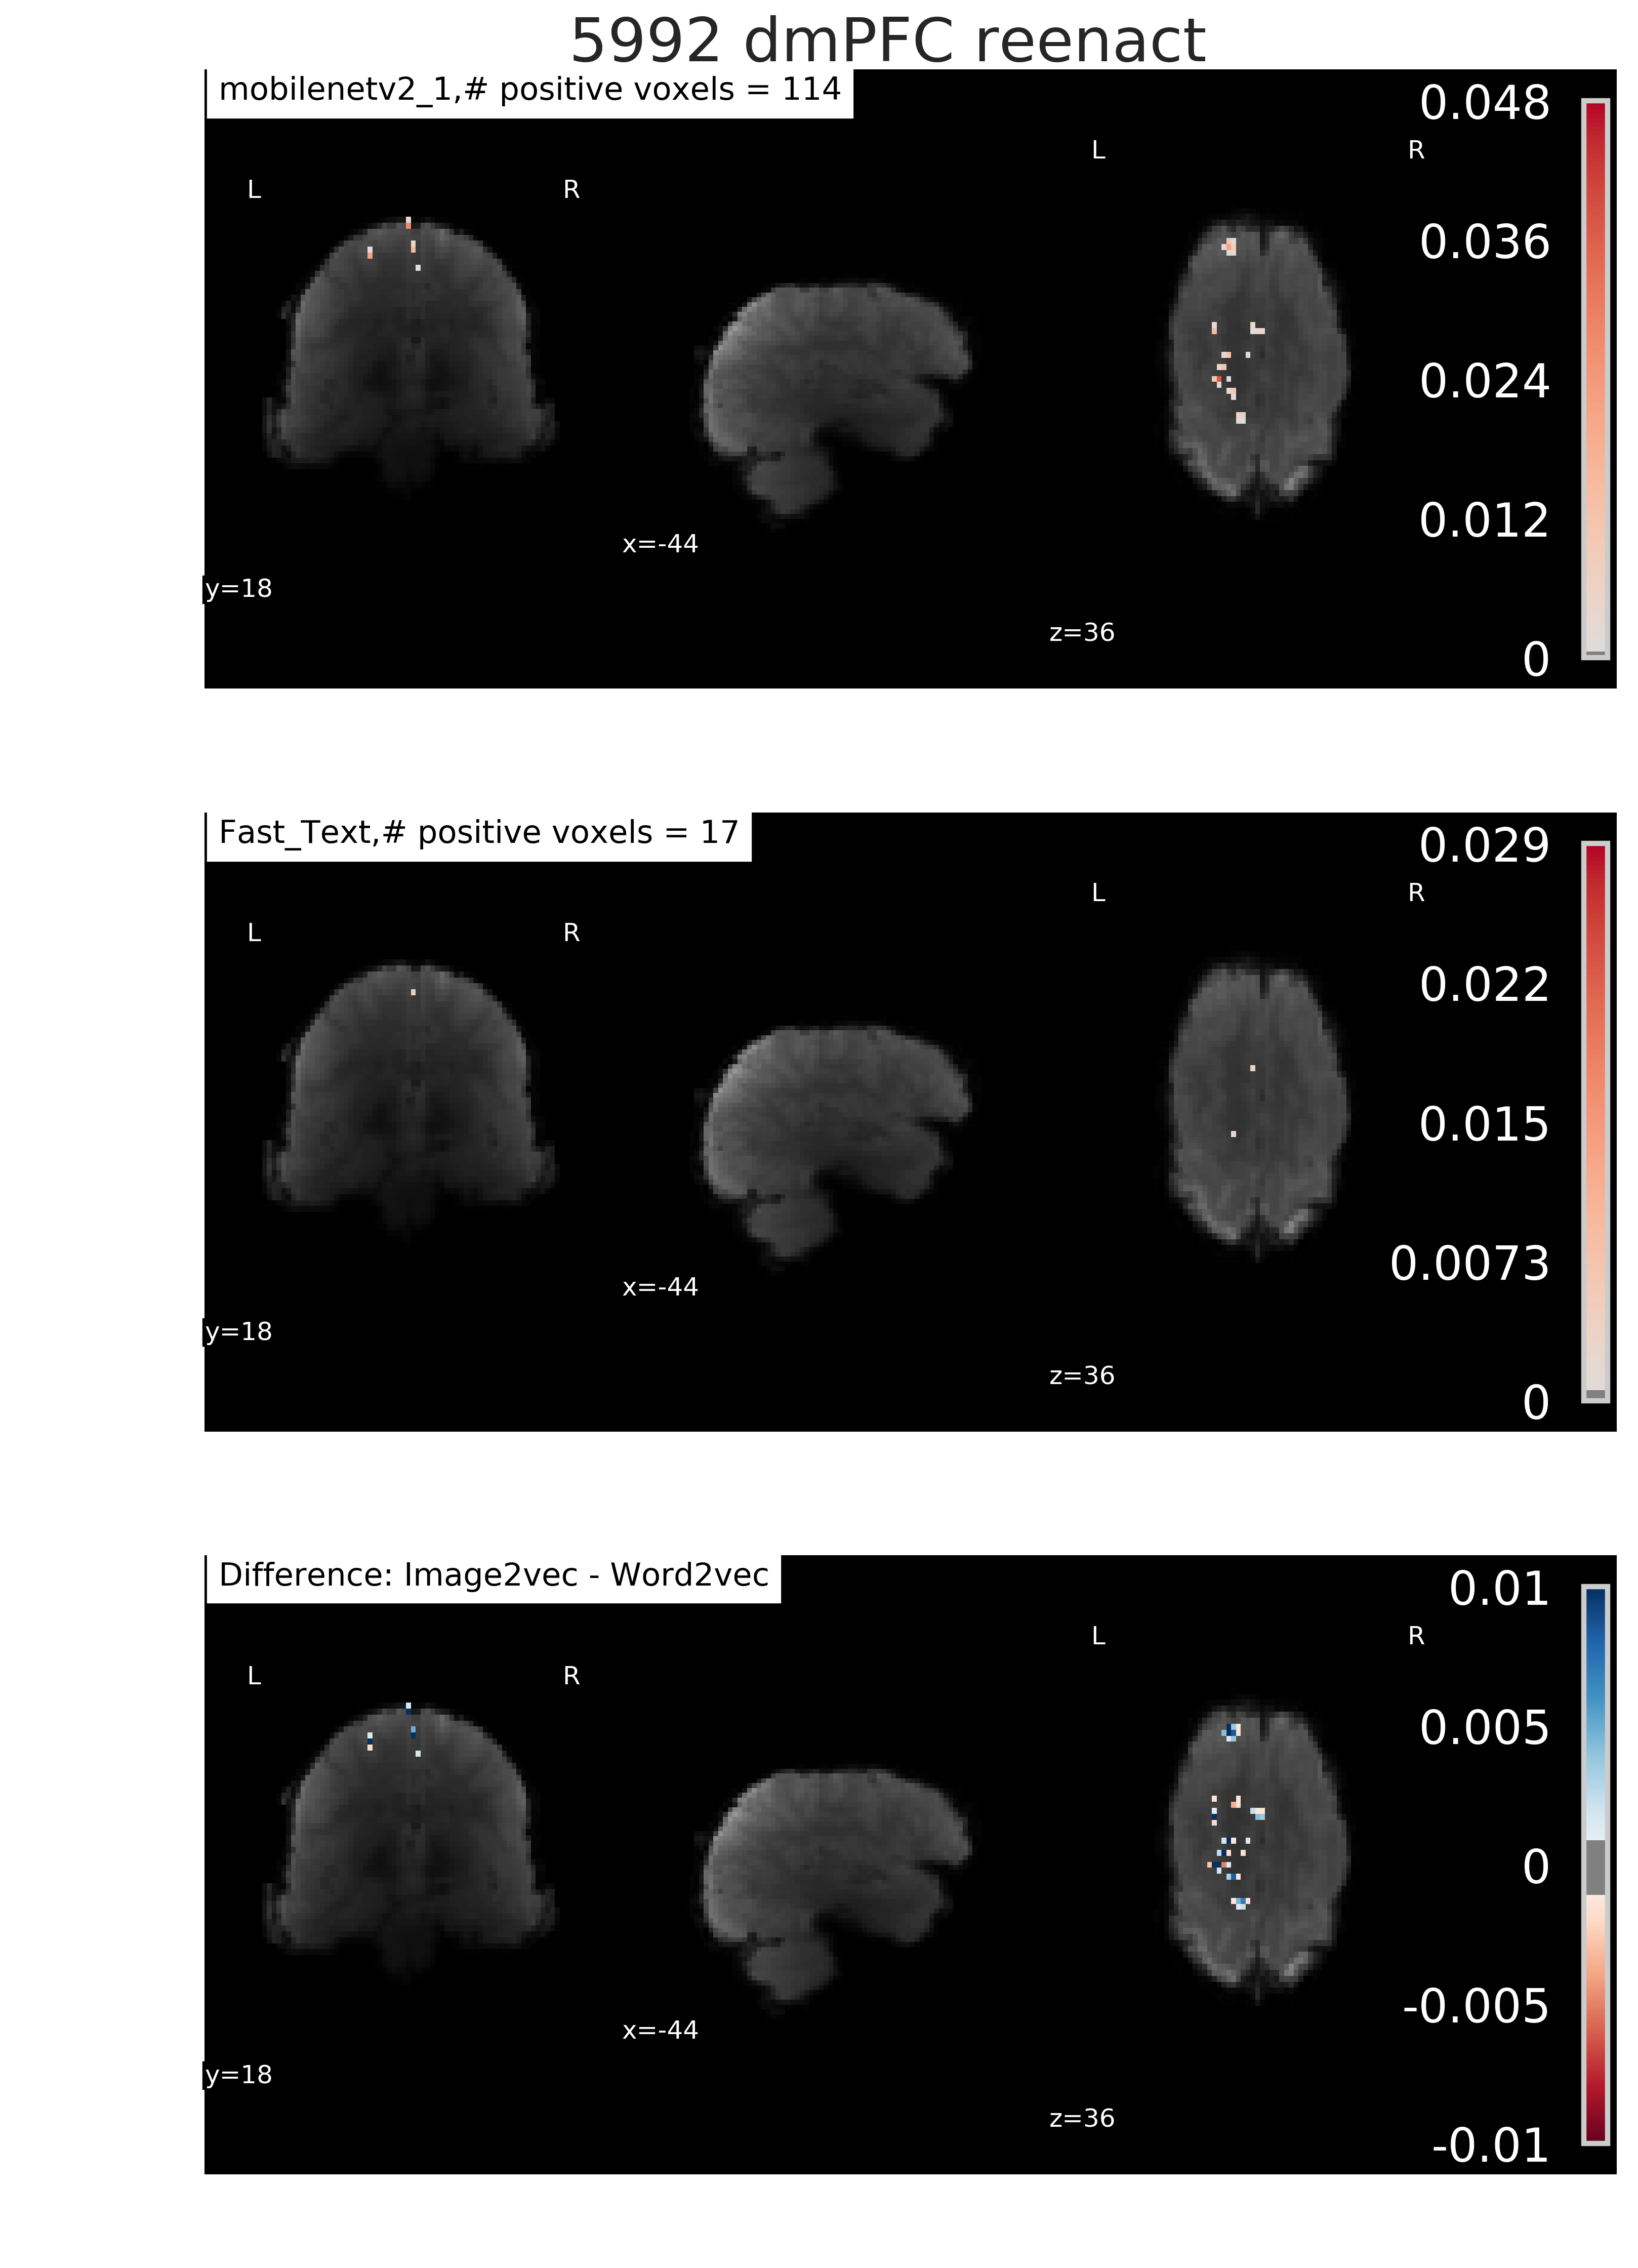 5992 dmPFC reenact
mobilenetv2_1,# positive voxels = 114
L R L R
y=18
x=-44
z=36
0.048
0.036
0.024
0.012
0
Fast_Text,# positive voxels = 17
L R L R
y=18
x=-44
z=36
0.029
0.022
0.015
0.0073
0
Difference: Image2vec - Word2vec
L R L R
y=18
x=-44
z=36
0.01
0.005
0
-0.005
-0.01